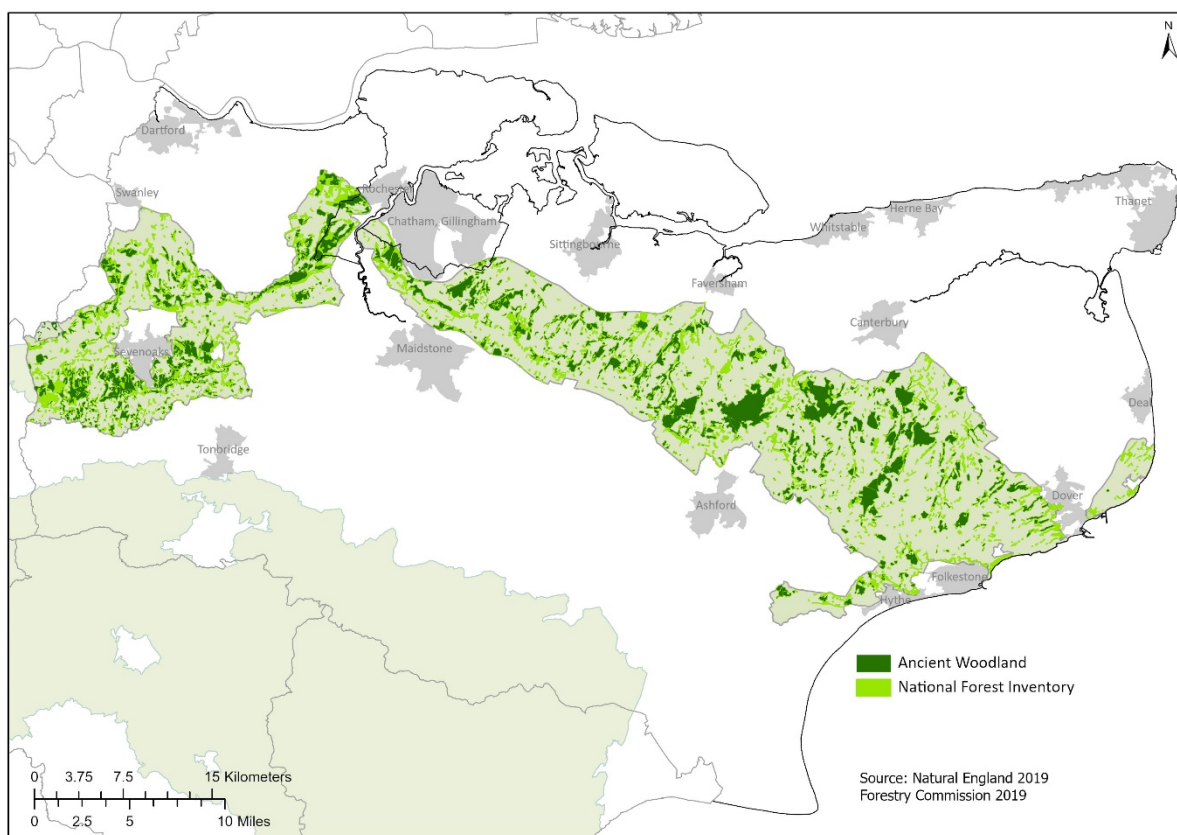 N
Dartford
Swanley
Rochester
Chatham, Gillingham
Sittingbourne
Whitstable
Herne Bay
Thanet
Faversham
Canterbury
Sevenoaks
Maidstone
Deal
Tonbridge
Ashford
Dover
Folkestone
Hythe
Ancient Woodland
National Forest Inventory
0 3.75 7.5 15 Kilometers
0 2.5 5 10 Miles
Source: Natural England 2019
Forestry Commission 2019